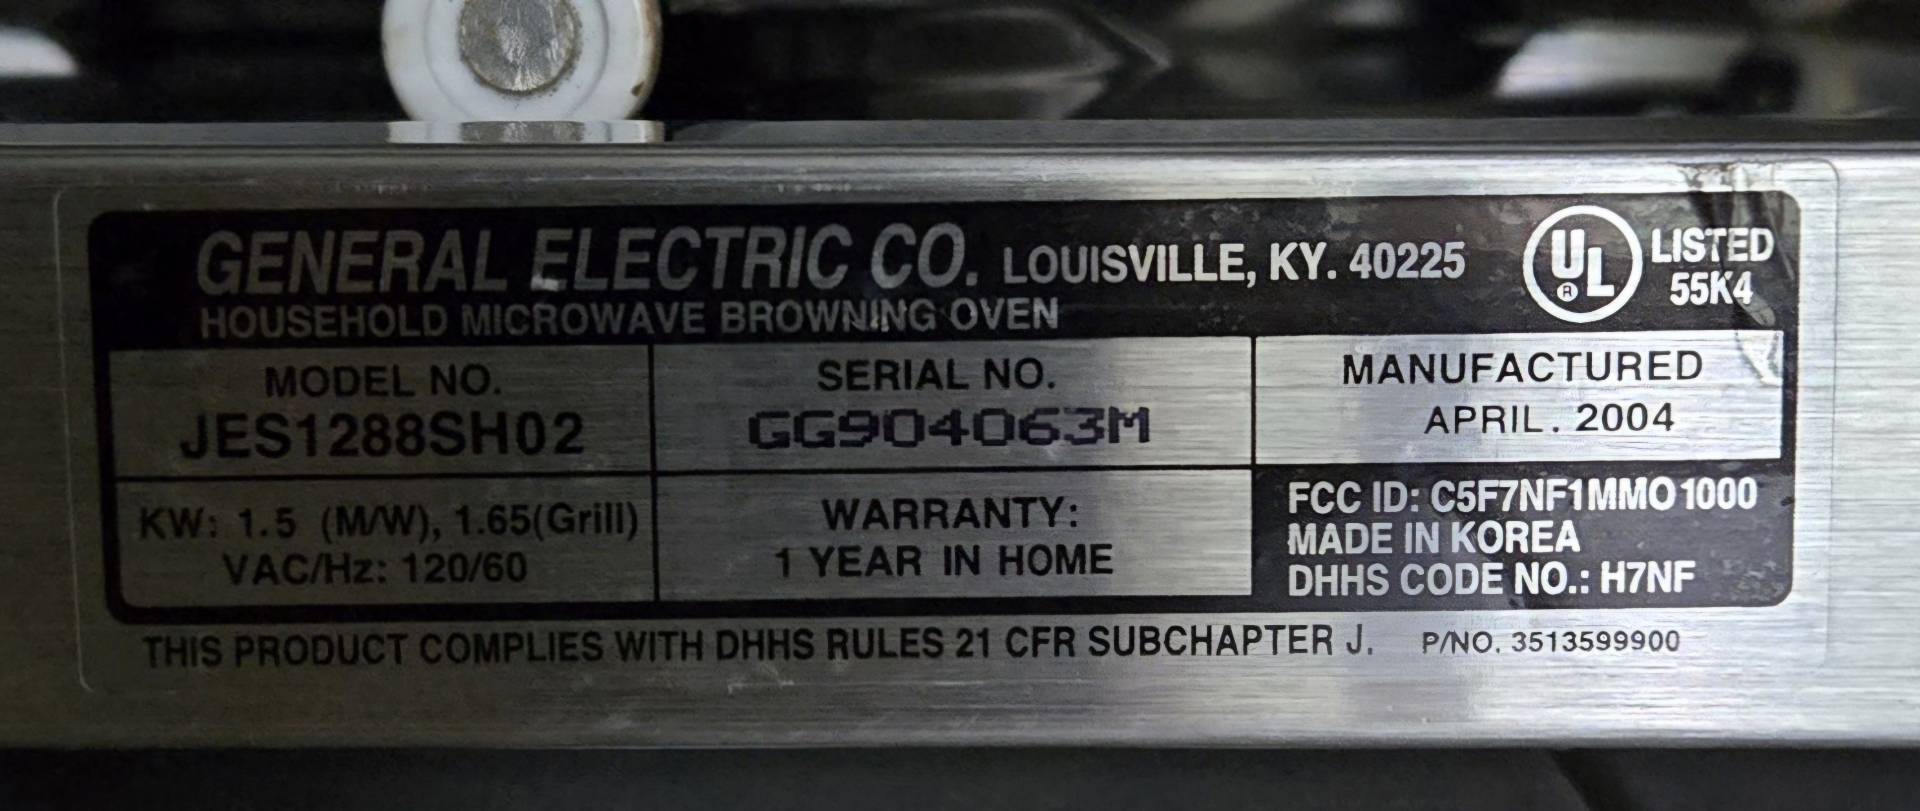 GENERAL ELECTRIC CO. LOUISVILLE, KY. 40225
HOUSEHOLD MICROWAVE BROWNING OVEN
UL ®
LISTED
55K4
MODEL NO.
JES1288SH02
SERIAL NO.
GG904063M
MANUFACTURED
APRIL. 2004
KW: 1.5 (M/W), 1.65(Grill)
VAC/Hz: 120/60
WARRANTY:
1 YEAR IN HOME
FCC ID: C5F7NF1MMO1000
MADE IN KOREA
DHHS CODE NO.: H7NF
THIS PRODUCT COMPLIES WITH DHHS RULES 21 CFR SUBCHAPTER J. P/NO. 3513599900